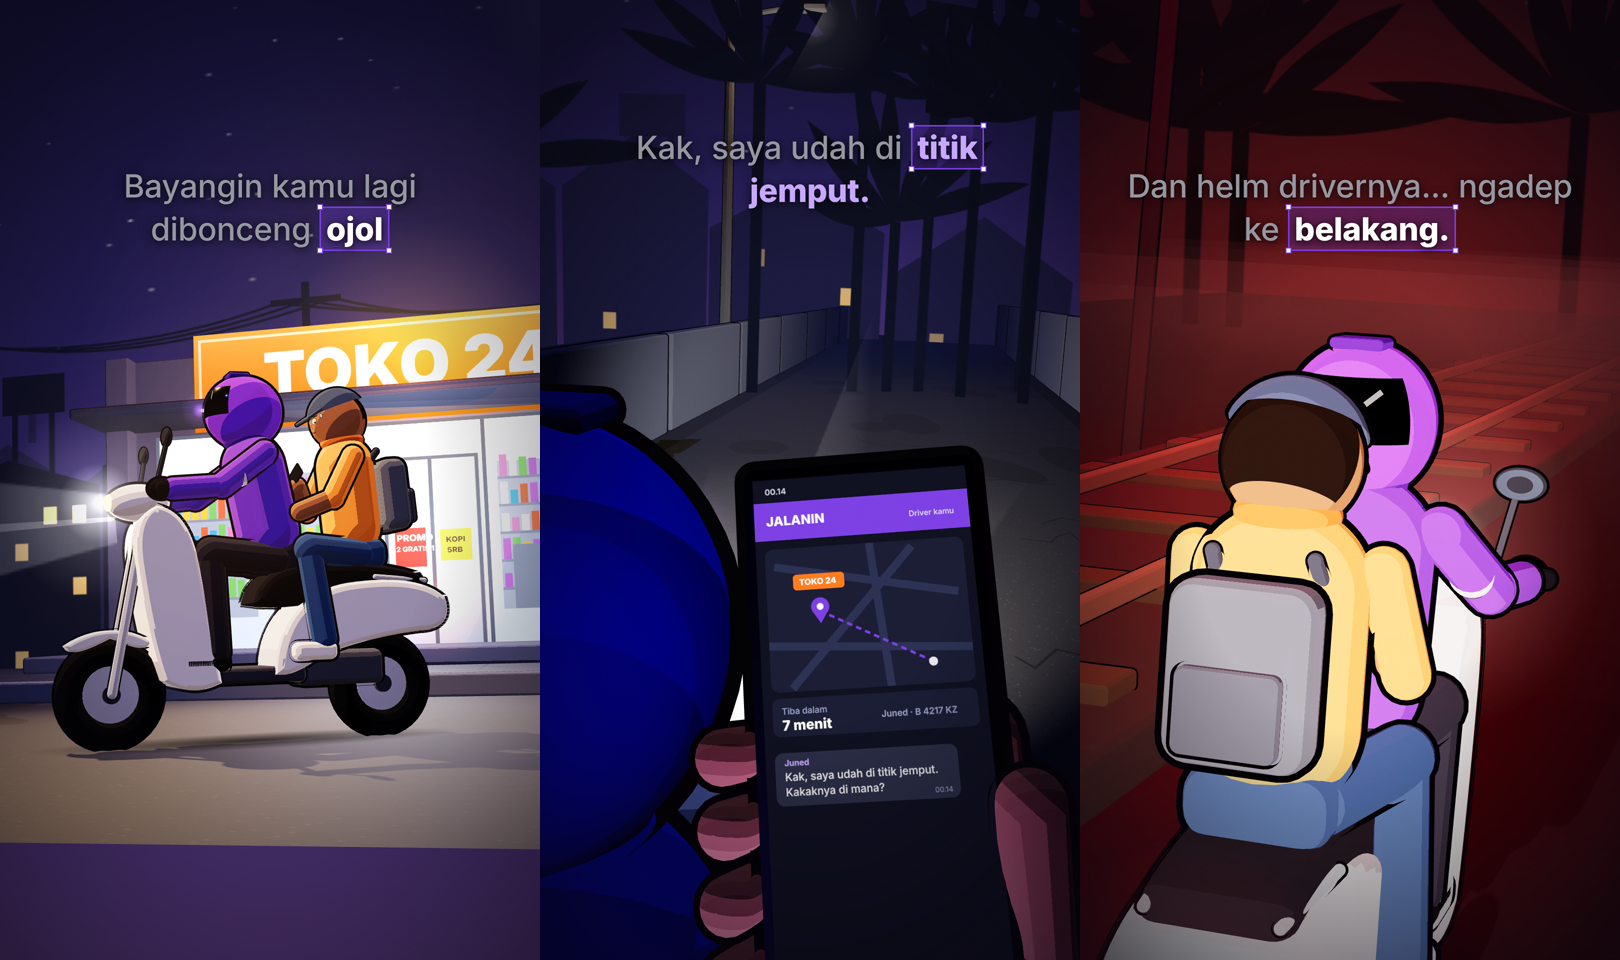 Bayangin kamu lagi
dibonceng ojol
TOKO 24
PROMO
2 GRATIS 1
KOPI
5RB
Kak, saya udah di titik
jemput.
00.14
JALANIN
Driver kamu
TOKO 24
Tiba dalam
7 menit
Juned · B 4217 KZ
Juned
Kak, saya udah di titik jemput.
Kakaknya di mana?
00.14
Dan helm drivernya... ngadep
ke belakang.